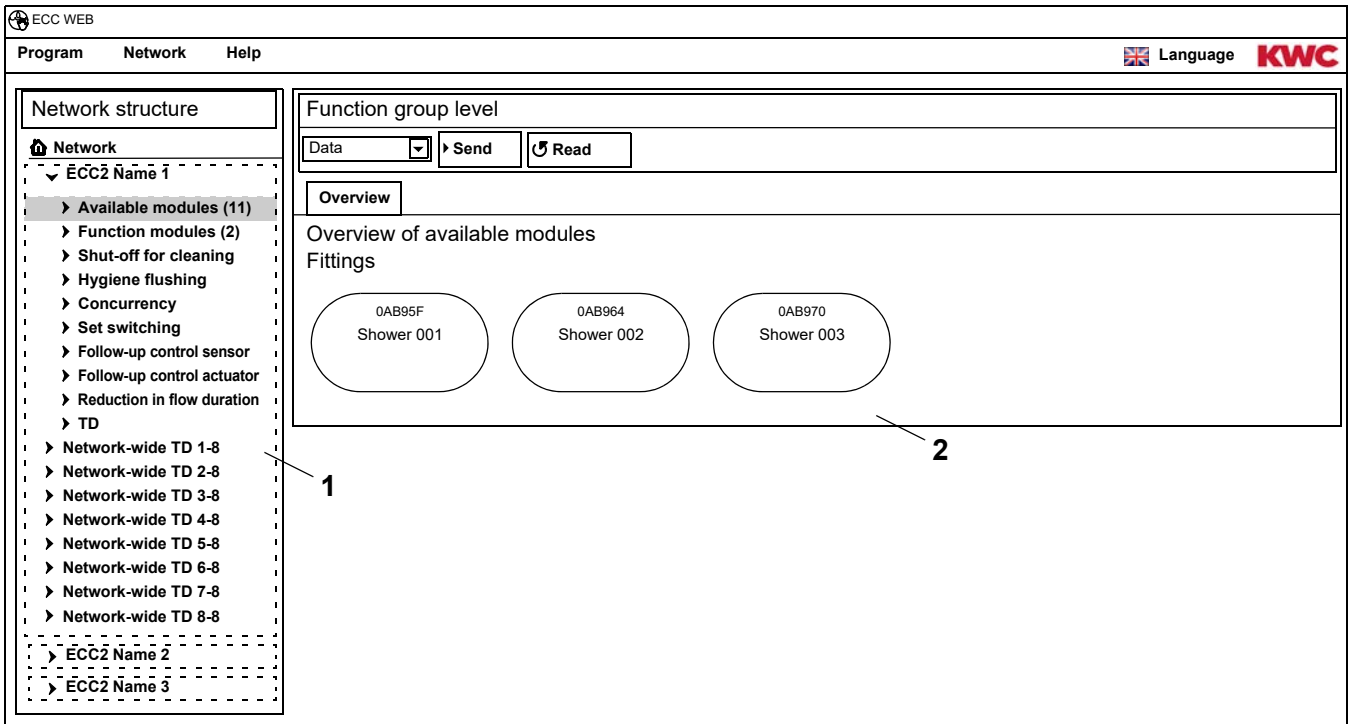 ECC WEB
Program Network Help Language KWC
Network structure
Network
ECC2 Name 1
Available modules (11)
Function modules (2)
Shut-off for cleaning
Hygiene flushing
Concurrency
Set switching
Follow-up control sensor
Follow-up control actuator
Reduction in flow duration
TD
Network-wide TD 1-8
Network-wide TD 2-8
Network-wide TD 3-8
Network-wide TD 4-8
Network-wide TD 5-8
Network-wide TD 6-8
Network-wide TD 7-8
Network-wide TD 8-8
ECC2 Name 2
ECC2 Name 3
1
Function group level
Data Send Read
Overview
Overview of available modules
Fittings
0AB95F 0AB964 0AB970
Shower 001 Shower 002 Shower 003
2